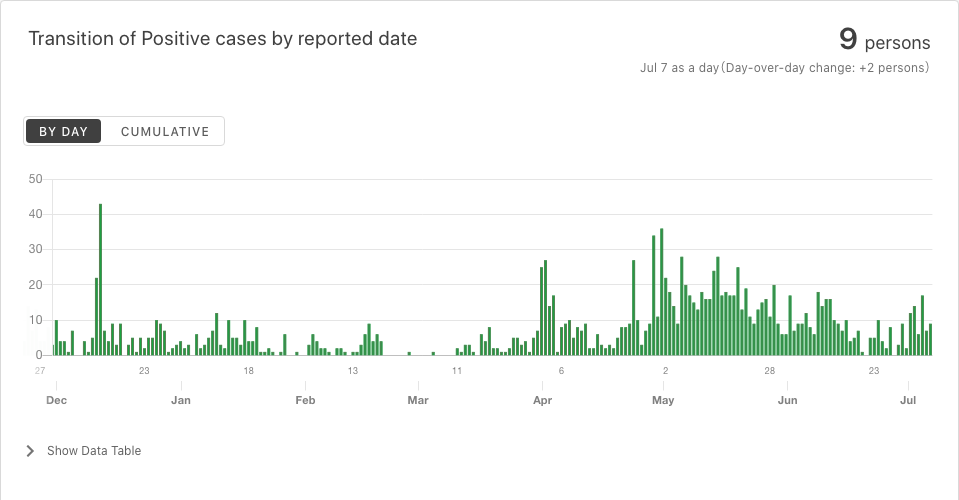 Transition of Positive cases by reported date
9 persons
Jul 7 as a day(Day-over-day change: +2 persons)
BY DAY CUMULATIVE
50
40
30
20
10
0
27 23 18 13 11 6 2 28 23
Dec Jan Feb Mar Apr May Jun Jul
Show Data Table